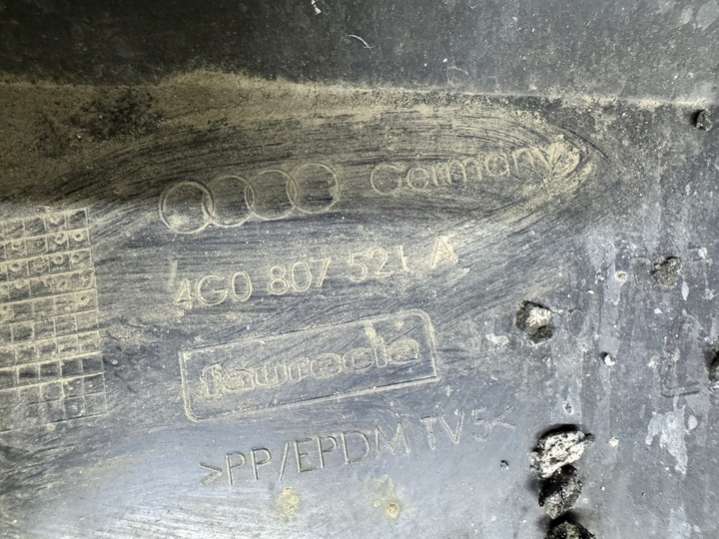 Germany
4G0 807 521 A
faurecia
>PP/EPDM TV5<